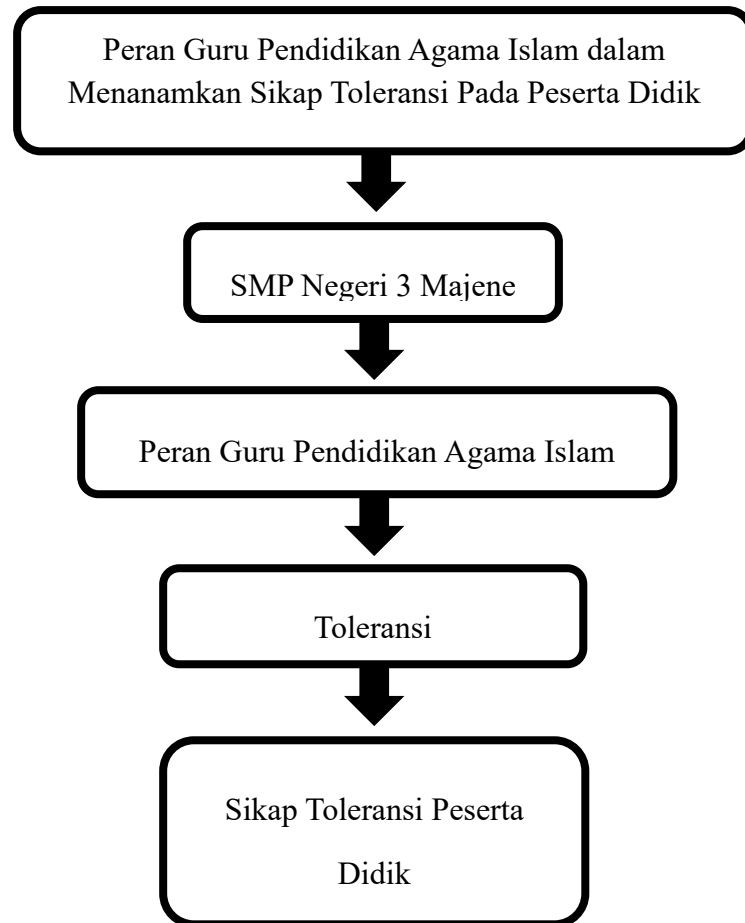 Peran Guru Pendidikan Agama Islam dalam
Menanamkan Sikap Toleransi Pada Peserta Didik
SMP Negeri 3 Majene
Peran Guru Pendidikan Agama Islam
Toleransi
Sikap Toleransi Peserta
Didik